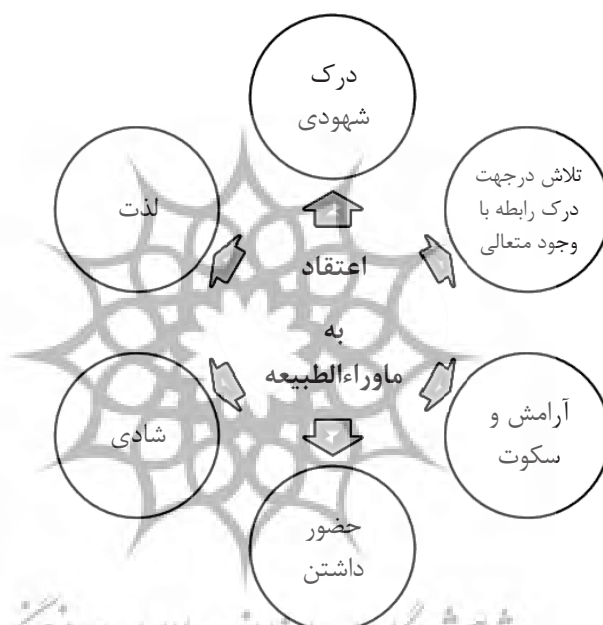 درک
شهودی
تلاش درجهت
درک رابطه با
وجود متعالی
لذت
اعتقاد
به
ماوراءالطبیعه
آرامش و
سکوت
شادی
حضور
داشتن